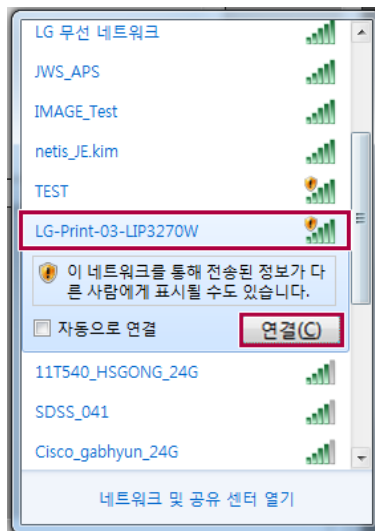 LG 무선 네트워크
JWS_APS
IMAGE_Test
netis_JE.kim
TEST
LG-Print-03-LIP3270W
이 네트워크를 통해 전송된 정보가 다
른 사람에게 표시될 수도 있습니다.
자동으로 연결 연결(C)
11T540_HSGONG_24G
SDSS_041
Cisco_gabhyun_24G
네트워크 및 공유 센터 열기